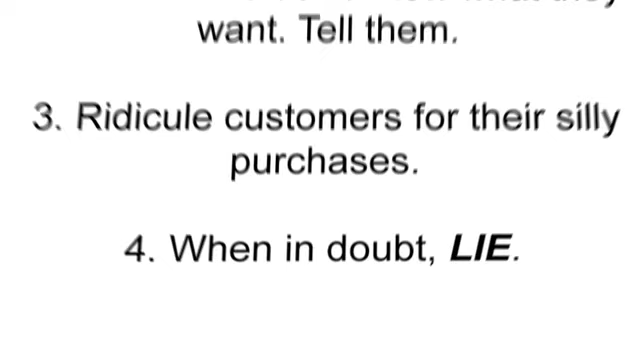 want. Tell them.
3. Ridicule customers for their silly
purchases.
4. When in doubt, LIE.